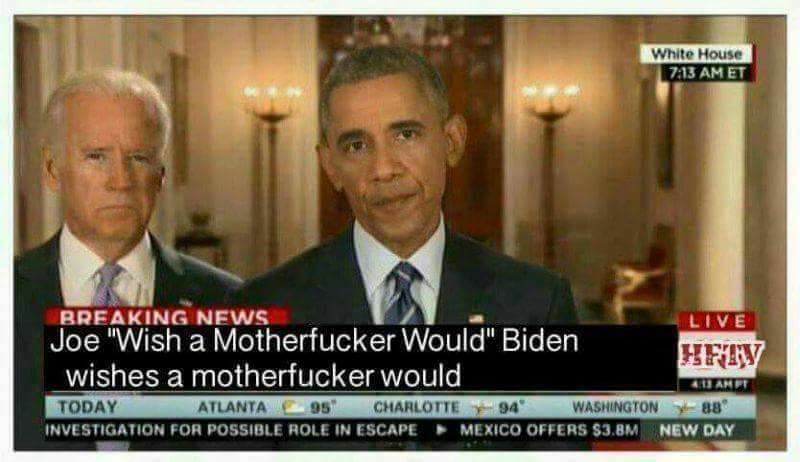 White House
7:13 AM ET
BREAKING NEWS
LIVE
Joe "Wish a Motherfucker Would" Biden
wishes a motherfucker would
HFTV
4:13 AM PT
TODAY ATLANTA 95° CHARLOTTE 94° WASHINGTON 88°
INVESTIGATION FOR POSSIBLE ROLE IN ESCAPE ▶ MEXICO OFFERS $3.8M NEW DAY